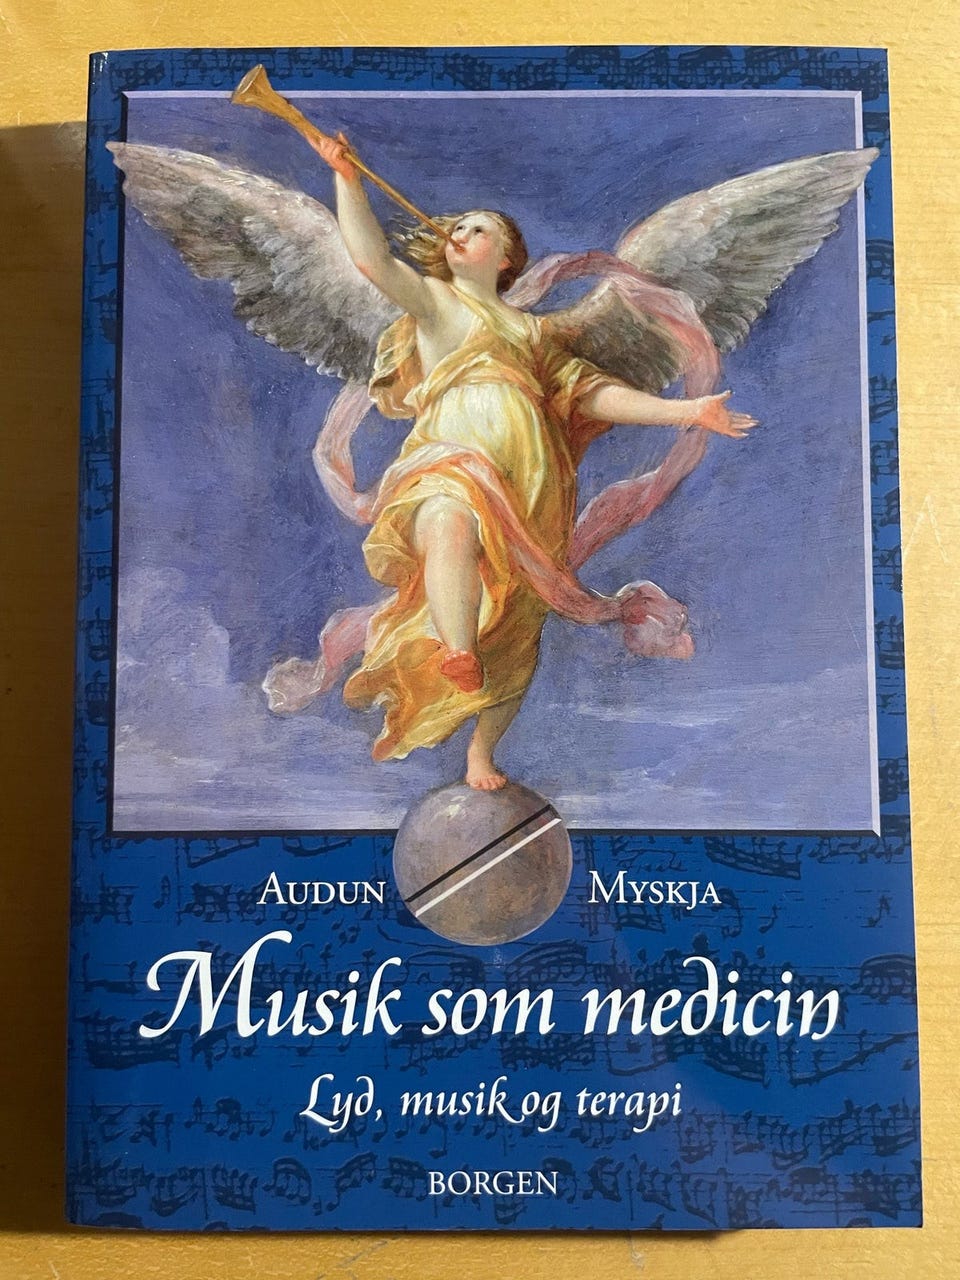 AUDUN MYSKJA
Musik som medicin
Lyd, musik og terapi
BORGEN